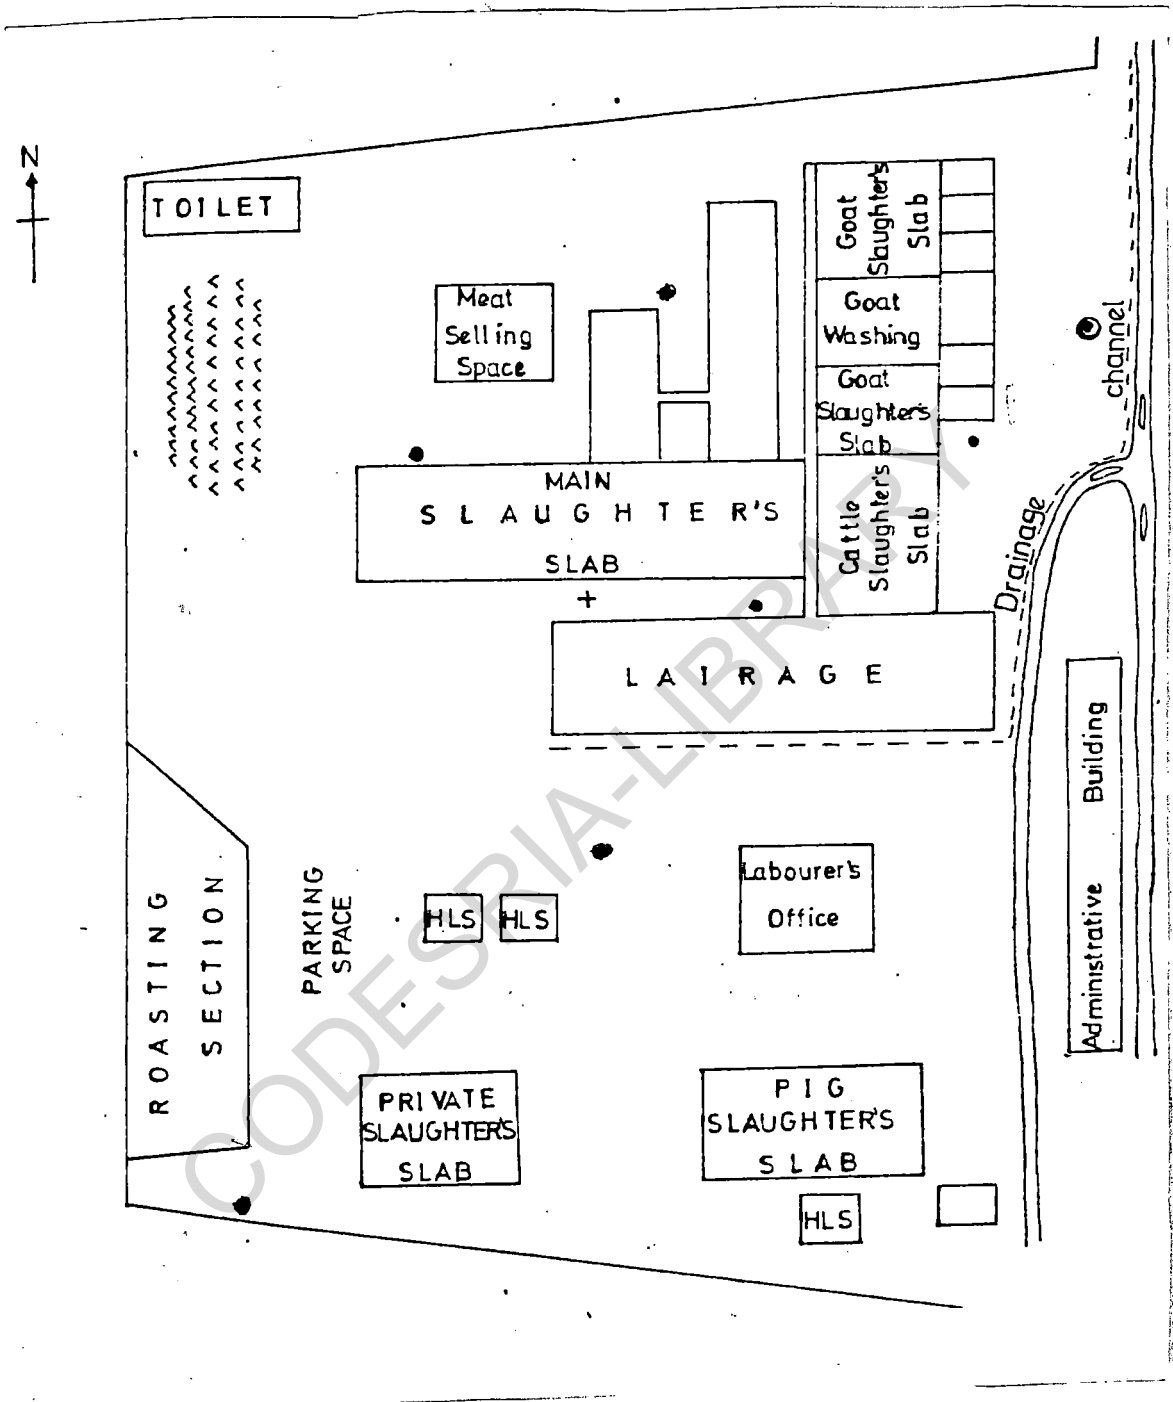 N
TOILET
Meat
Selling
Space
Goat
Slaughter's
Slab
Goat
Washing
Goat
Slaughter's
Slab
Cattle
Slaughter's
Slab
channel
Drainage
MAIN
SLAUGHTER'S
SLAB
LAIRAGE
Administrative Building
ROASTING
SECTION
PARKING
SPACE
HLS
HLS
Labourer's
Office
PRIVATE
SLAUGHTER'S
SLAB
PIG
SLAUGHTER'S
SLAB
HLS
CODESRIA-LIBRARY